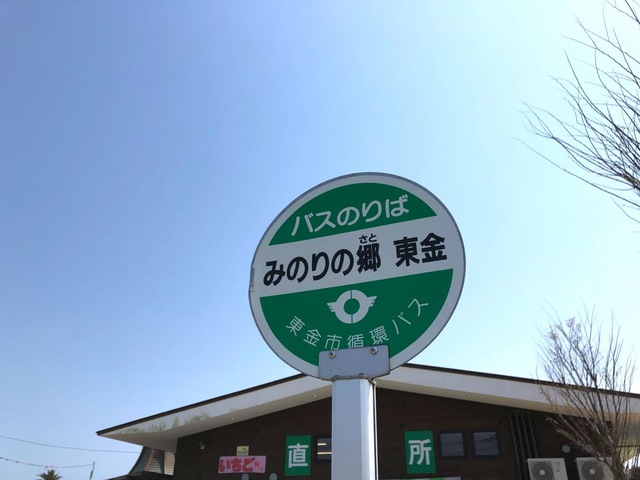 バスのりば
さと
みのりの郷 東金
東金市循環バス
いちご
直
所